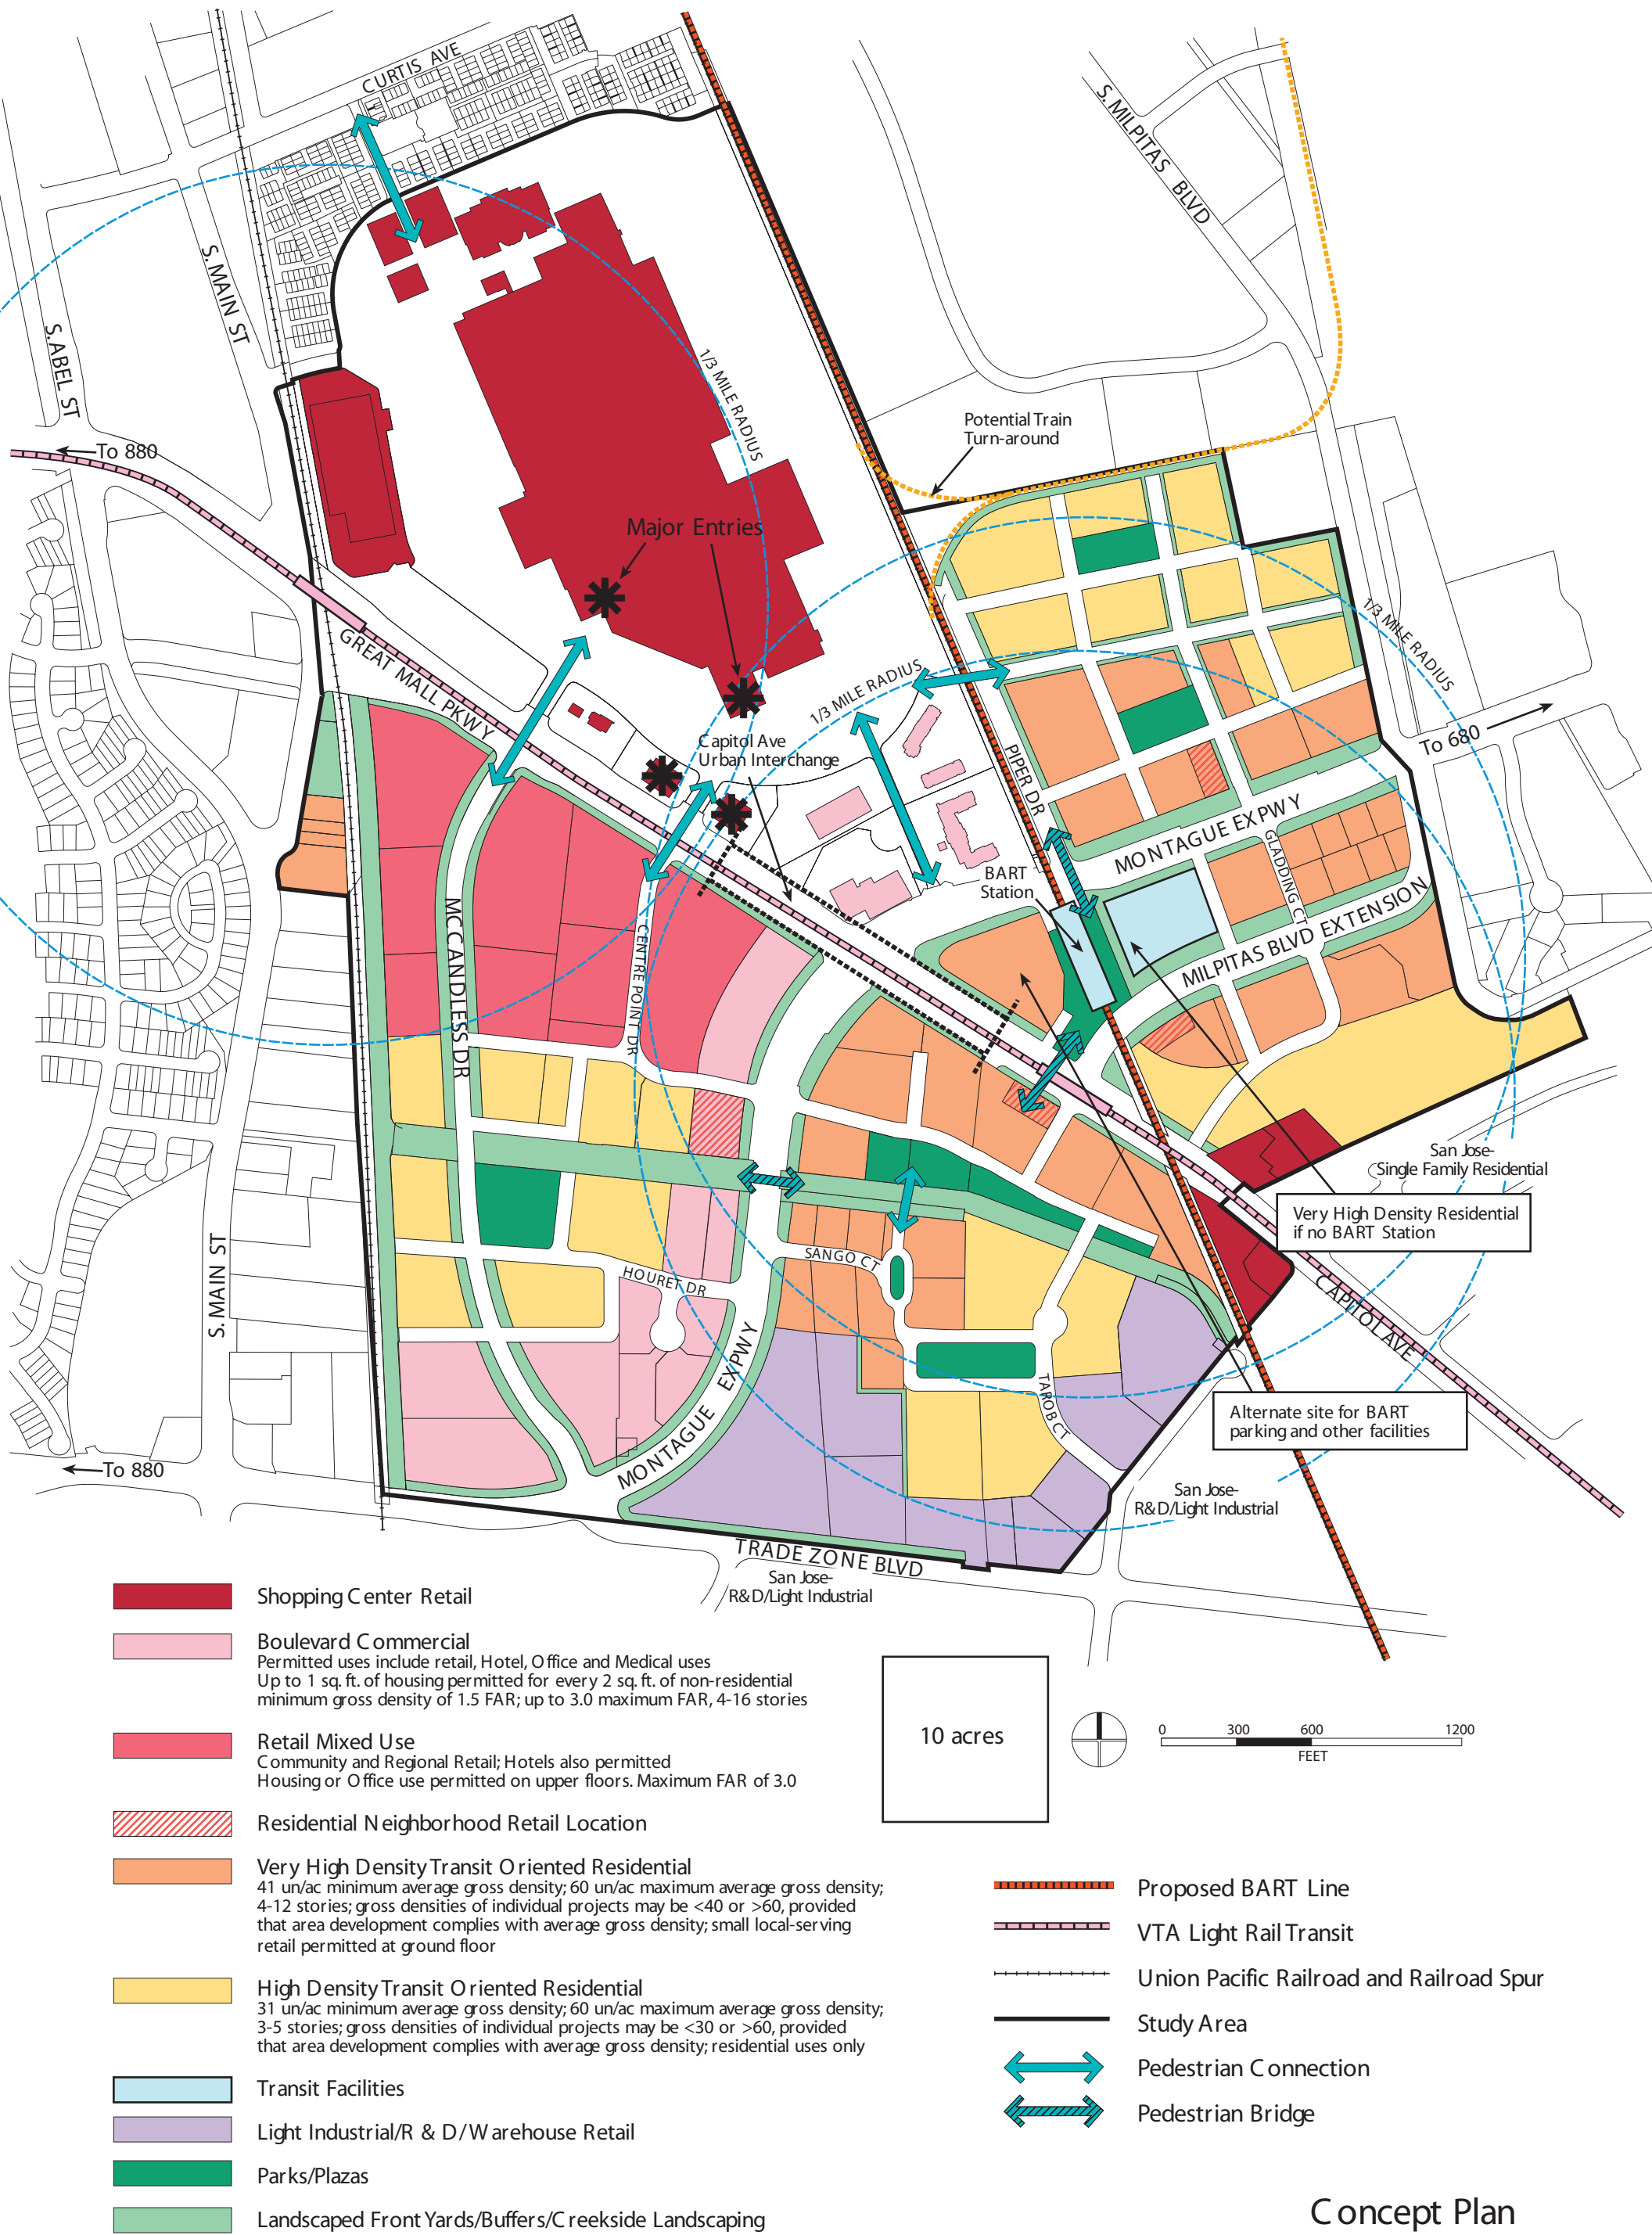 CURTIS AVE
S. MILPITAS BLVD
S. MAIN ST
S. ABEL ST
1/3 MILE RADIUS
To 880
Potential Train
Turn-around
Major Entries
GREAT MALL PKWY
1/3 MILE RADIUS
1/3 MILE RADIUS
To 680
Capitol Ave
Urban Interchange
PIPER DR
MONTAGUE EXPWY
GLADDING CT
BART
Station
MILPITAS BLVD EXTENSION
MCCANDLESS DR
CENTRE POINT DR
San Jose-
Single Family Residential
Very High Density Residential
if no BART Station
S. MAIN ST
SANGO CT
HOURET DR
CAPITOL AVE
MONTAGUE EXPWY
TAROB CT
Alternate site for BART
parking and other facilities
To 880
San Jose-
R&D/Light Industrial
TRADE ZONE BLVD
San Jose-
R&D/Light Industrial
Shopping Center Retail
Boulevard Commercial
Permitted uses include retail, Hotel, Office and Medical uses
Up to 1 sq. ft. of housing permitted for every 2 sq. ft. of non-residential
minimum gross density of 1.5 FAR; up to 3.0 maximum FAR, 4-16 stories
Retail Mixed Use
Community and Regional Retail; Hotels also permitted
Housing or Office use permitted on upper floors. Maximum FAR of 3.0
Residential Neighborhood Retail Location
Very High Density Transit Oriented Residential
41 un/ac minimum average gross density; 60 un/ac maximum average gross density;
4-12 stories; gross densities of individual projects may be <40 or >60, provided
that area development complies with average gross density; small local-serving
retail permitted at ground floor
High Density Transit Oriented Residential
31 un/ac minimum average gross density; 60 un/ac maximum average gross density;
3-5 stories; gross densities of individual projects may be <30 or >60, provided
that area development complies with average gross density; residential uses only
Transit Facilities
Light Industrial/R & D/Warehouse Retail
Parks/Plazas
Landscaped Front Yards/Buffers/Creekside Landscaping
10 acres
0 300 600 1200
FEET
Proposed BART Line
VTA Light Rail Transit
Union Pacific Railroad and Railroad Spur
Study Area
Pedestrian Connection
Pedestrian Bridge
Concept Plan